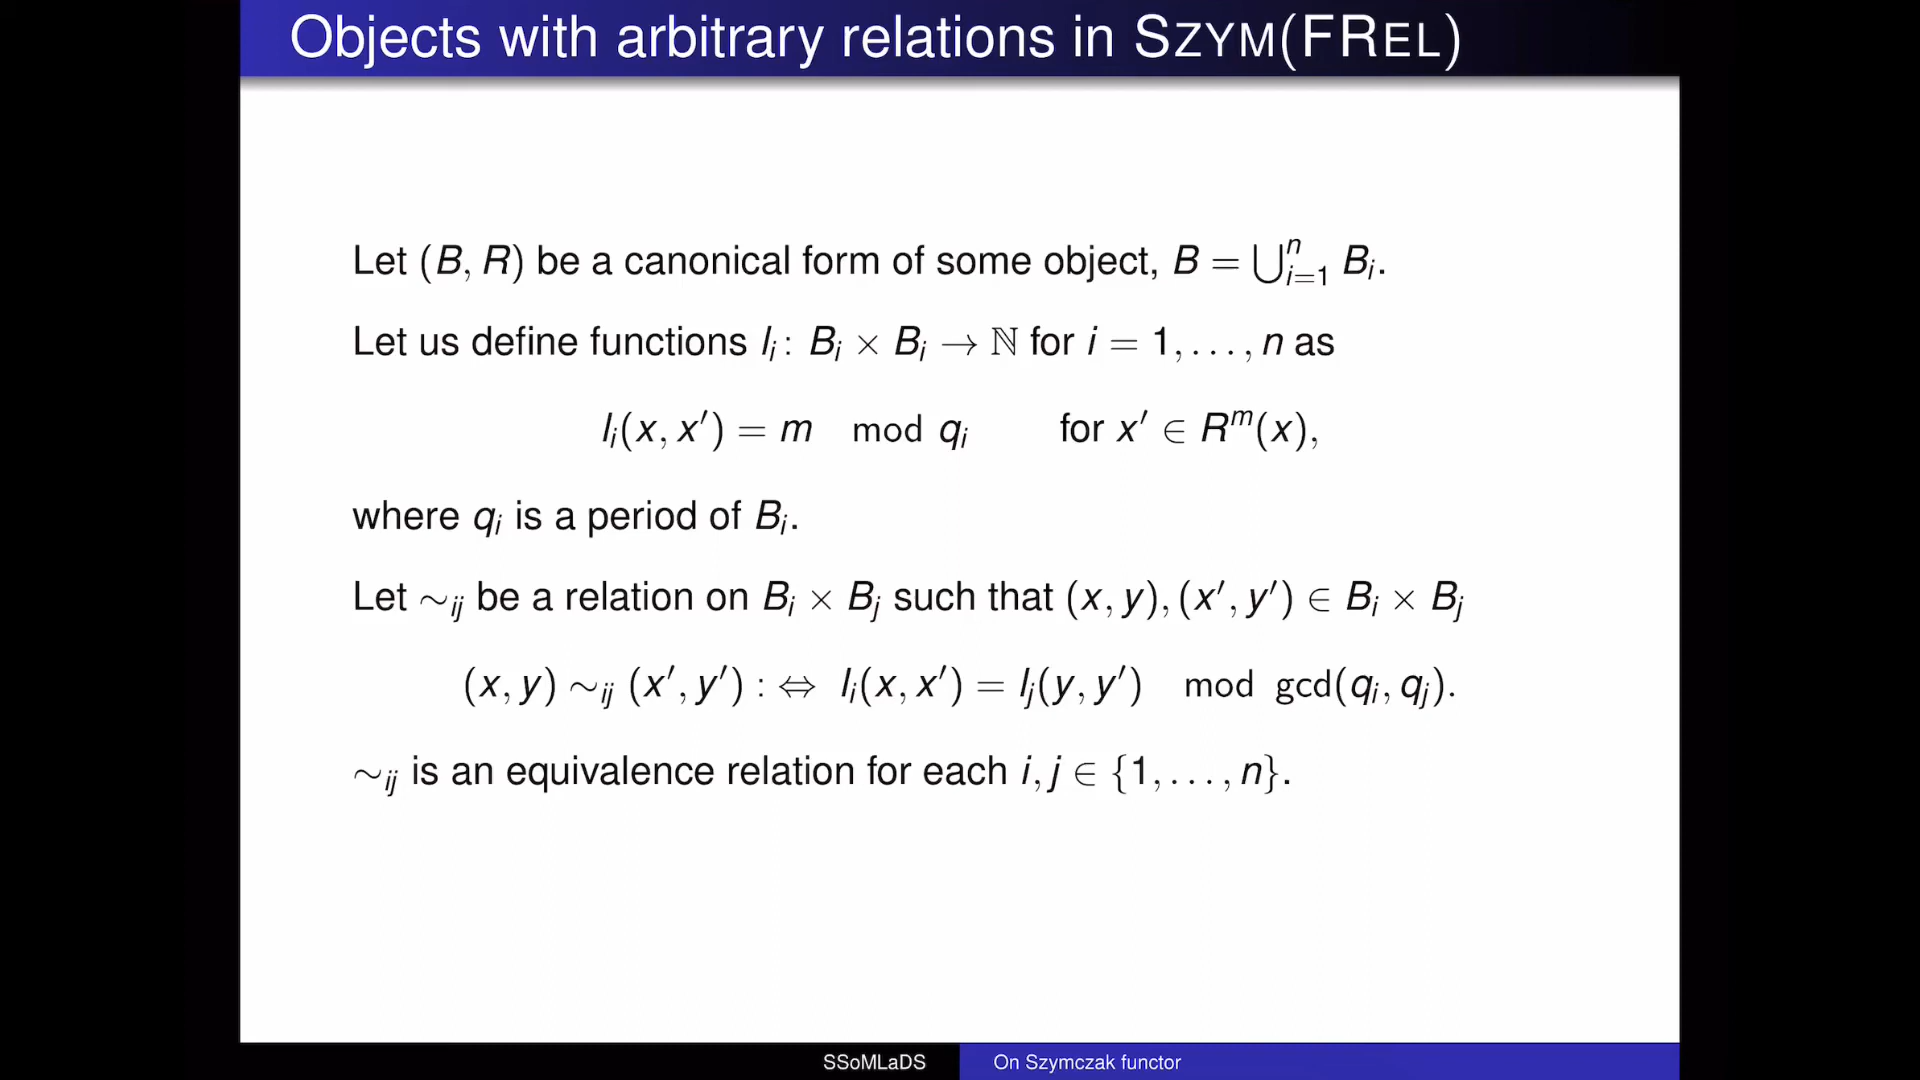 Objects with arbitrary relations in SZYM(FREL)
Let (B, R) be a canonical form of some object, B = ⋃ⁿᵢ₌₁ Bᵢ.
Let us define functions lᵢ : Bᵢ × Bᵢ → ℕ for i = 1, . . . , n as
lᵢ(x, x′) = m mod qᵢ for x′ ∈ Rᵐ(x),
where qᵢ is a period of Bᵢ.
Let ∼ᵢⱼ be a relation on Bᵢ × Bⱼ such that (x, y), (x′, y′) ∈ Bᵢ × Bⱼ
(x, y) ∼ᵢⱼ (x′, y′) : ⇔ lᵢ(x, x′) = lⱼ(y, y′) mod gcd(qᵢ, qⱼ).
∼ᵢⱼ is an equivalence relation for each i, j ∈ {1, . . . , n}.
SSoMLaDS On Szymczak functor